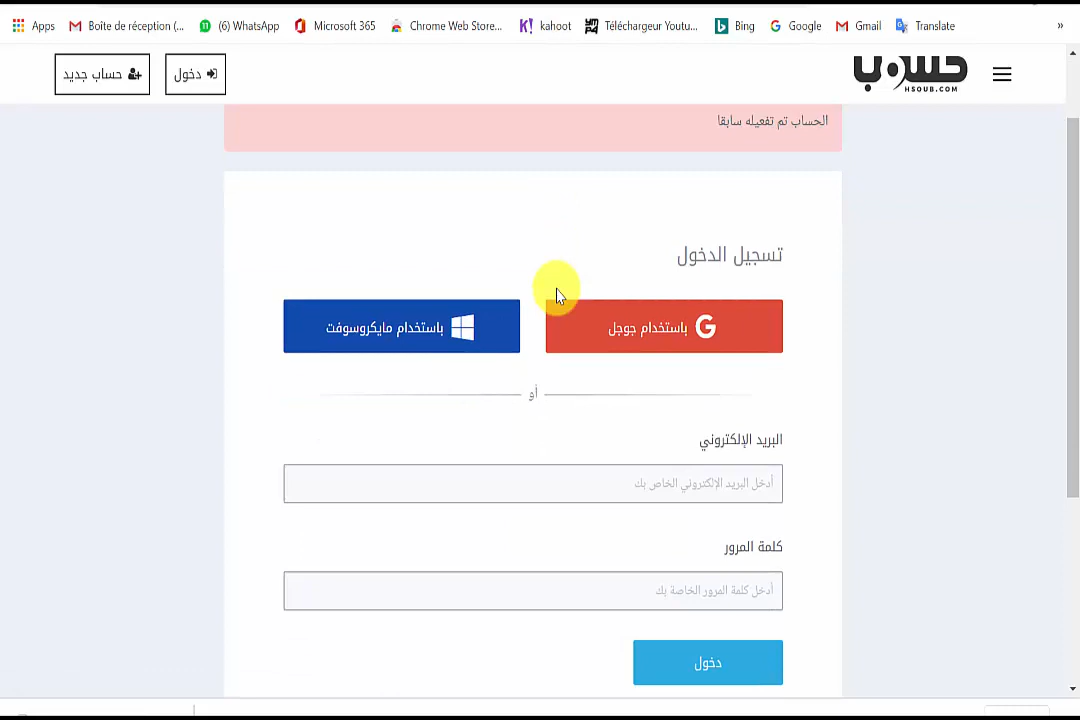 Apps
Boîte de réception (...
(6) WhatsApp
Microsoft 365
Chrome Web Store...
K! kahoot
Téléchargeur Youtu...
Bing
Google
Gmail
Translate
»
حسوب
HSOUB.COM
دخول
حساب جديد
الحساب تم تفعيله سابقا
تسجيل الدخول
باستخدام جوجل
باستخدام مايكروسوفت
أو
البريد الإلكتروني
أدخل البريد الإلكتروني الخاص بك
كلمة المرور
أدخل كلمة المرور الخاصة بك
دخول